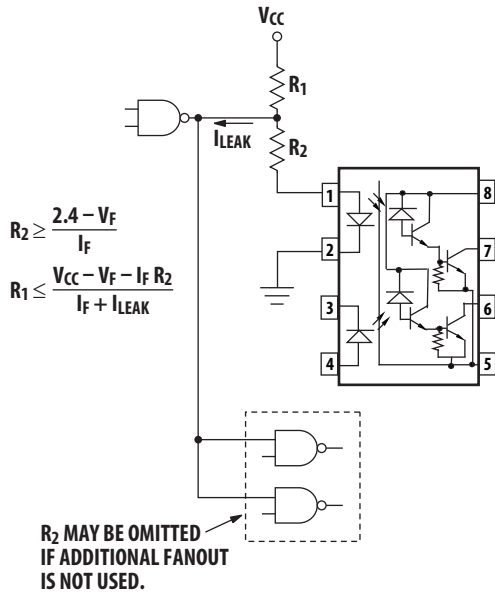 VCC
R1
ILEAK
R2
1
8
2
7
3
6
4
5
R2 ≥ 2.4 – VF
IF
R1 ≤ VCC – VF – IF R2
IF + ILEAK
R2 MAY BE OMITTED
IF ADDITIONAL FANOUT
IS NOT USED.